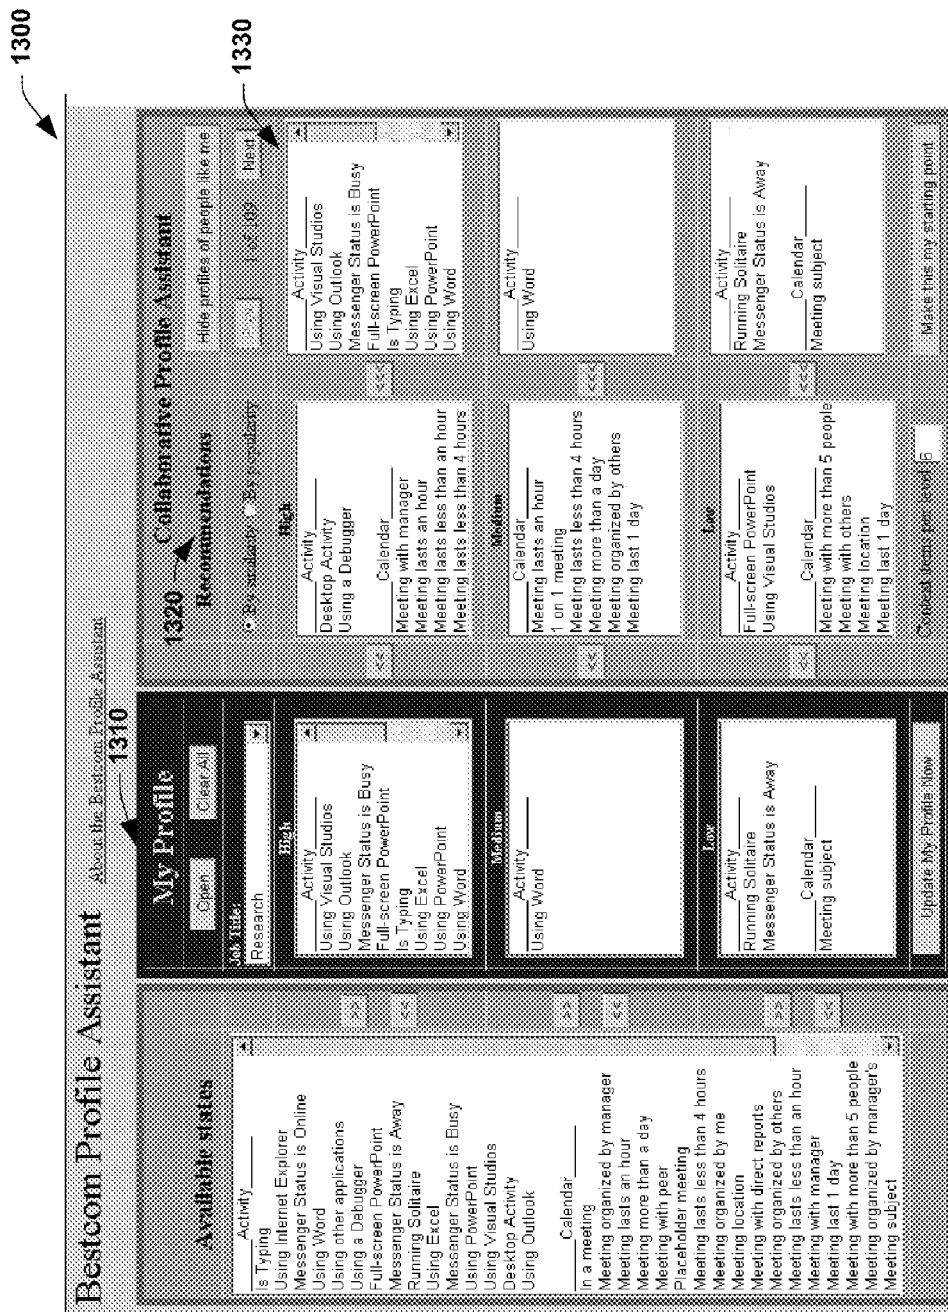 1300
Bestcom Profile Assistant
About the Bestcom Profile Assistant
Available states
Activity
Is Typing
Using Internet Explorer
Messenger Status is Online
Using Word
Using other applications
Using a Debugger
Full-screen PowerPoint
Messenger Status is Away
Running Solitaire
Using Excel
Messenger Status is Busy
Using PowerPoint
Using Visual Studios
Desktop Activity
Using Outlook
Calendar
In a meeting
Meeting organized by manager
Meeting lasts an hour
Meeting more than a day
Meeting with peer
Placeholder meeting
Meeting lasts less than 4 hours
Meeting organized by me
Meeting location
Meeting with direct reports
Meeting organized by others
Meeting lasts less than an hour
Meeting with manager
Meeting last 1 day
Meeting with more than 5 people
Meeting organized by manager's
Meeting subject
>>
<<
>>
<<
>>
<<
1310
My Profile
Open
Clear All
Job Title:
Research
High
Activity
Using Visual Studios
Using Outlook
Messenger Status is Busy
Full-screen PowerPoint
Is Typing
Using Excel
Using PowerPoint
Using Word
Medium
Activity
Using Word
Low
Activity
Running Solitaire
Messenger Status is Away
Calendar
Meeting subject
Update My Profile Now
Collaborative Profile Assistant
1320
Recommendations
By similarity
By popularity
High
<<
Activity
Desktop Activity
Using a Debugger
Calendar
Meeting with manager
Meeting lasts an hour
Meeting lasts less than an hour
Meeting lasts less than 4 hours
Medium
<<
Calendar
Meeting lasts an hour
1 on 1 meeting
Meeting lasts less than 4 hours
Meeting more than a day
Meeting organized by others
Meeting last 1 day
Low
<<
Activity
Full-screen PowerPoint
Using Visual Studios
Calendar
Meeting with more than 5 people
Meeting with others
Meeting location
Meeting last 1 day
items per level
Hide profiles of people like me
1 of 109
Next
1330
<<<
Activity
Using Visual Studios
Using Outlook
Messenger Status is Busy
Full-screen PowerPoint
Is Typing
Using Excel
Using PowerPoint
Using Word
<<<
Activity
Using Word
<<<
Activity
Running Solitaire
Messenger Status is Away
Calendar
Meeting subject
Make this my starting point